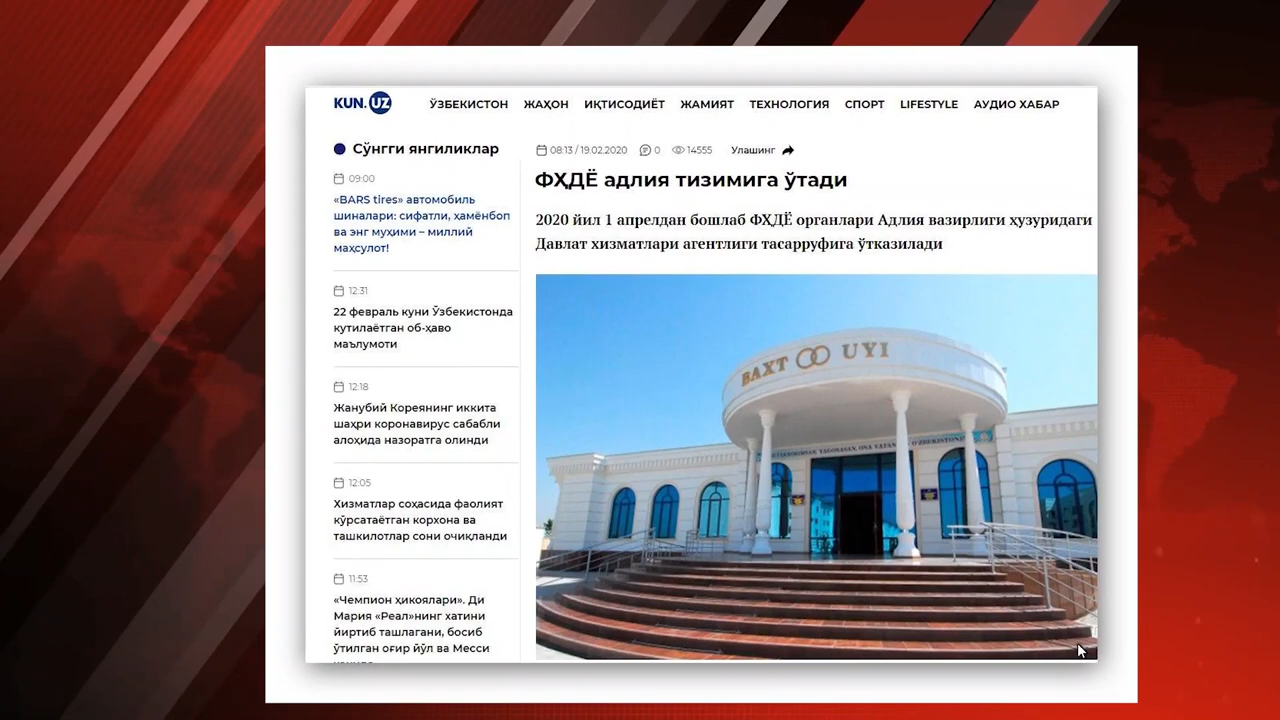 KUN.UZ
ЎЗБЕКИСТОН ЖАҲОН ИҚТИСОДИЁТ ЖАМИЯТ ТЕХНОЛОГИЯ СПОРТ LIFESTYLE АУДИО ХАБАР
Сўнгги янгиликлар
09:00
«BARS tires» автомобиль
шиналари: сифатли, ҳамёнбоп
ва энг муҳими – миллий
маҳсулот!
12:31
22 февраль куни Ўзбекистонда
кутилаётган об-ҳаво
маълумоти
12:18
Жанубий Кореянинг иккита
шаҳри коронавирус сабабли
алоҳида назоратга олинди
12:05
Хизматлар соҳасида фаолият
кўрсатаётган корхона ва
ташкилотлар сони очиқланди
11:53
«Чемпион ҳикоялари». Ди
Мария «Реал»нинг хатини
йиртиб ташлагани, босиб
ўтилган оғир йўл ва Месси
08:13 / 19.02.2020 0 14555 Улашинг
ФҲДЁ адлия тизимига ўтади
2020 йил 1 апрелдан бошлаб ФҲДЁ органлари Адлия вазирлиги ҳузуридаги
Давлат хизматлари агентлиги тасарруфига ўтказилади
BAXT UYI